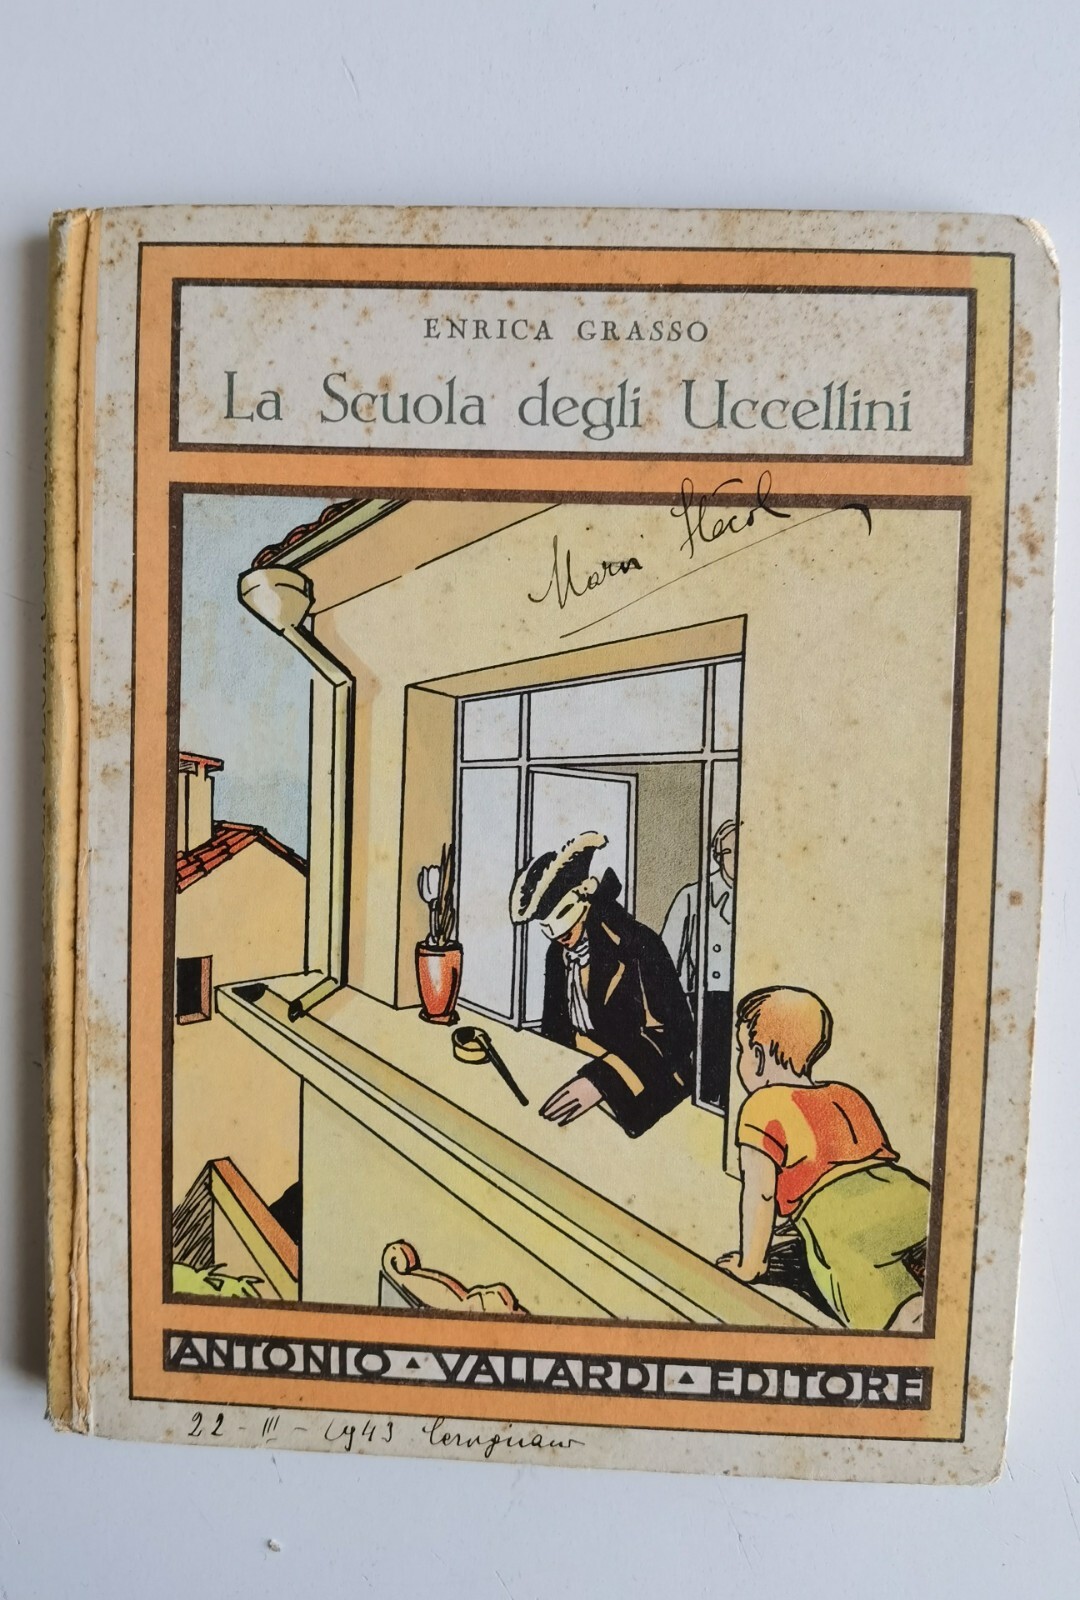 ENRICA GRASSO
La Scuola degli Uccellini
ANTONIO ▲ VALLARDI ▲ EDITORE
22 - III - 1943